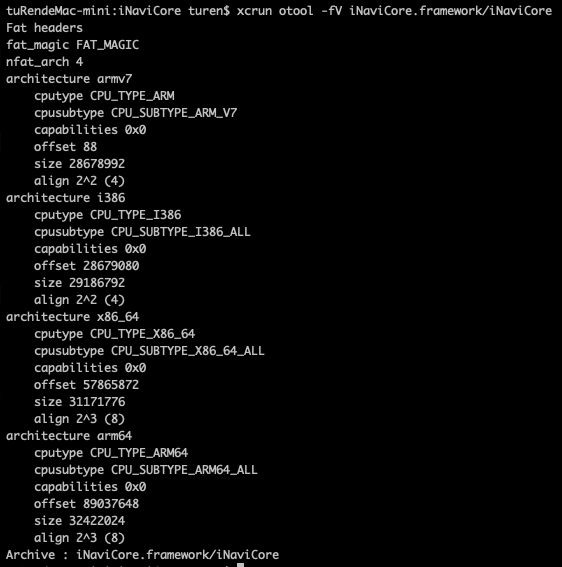 tuRendeMac-mini:iNaviCore turen$ xcrun otool -fV iNaviCore.framework/iNaviCore
Fat headers
fat_magic FAT_MAGIC
nfat_arch 4
architecture armv7
    cputype CPU_TYPE_ARM
    cpusubtype CPU_SUBTYPE_ARM_V7
    capabilities 0x0
    offset 88
    size 28678992
    align 2^2 (4)
architecture i386
    cputype CPU_TYPE_I386
    cpusubtype CPU_SUBTYPE_I386_ALL
    capabilities 0x0
    offset 28679080
    size 29186792
    align 2^2 (4)
architecture x86_64
    cputype CPU_TYPE_X86_64
    cpusubtype CPU_SUBTYPE_X86_64_ALL
    capabilities 0x0
    offset 57865872
    size 31171776
    align 2^3 (8)
architecture arm64
    cputype CPU_TYPE_ARM64
    cpusubtype CPU_SUBTYPE_ARM64_ALL
    capabilities 0x0
    offset 89037648
    size 32422024
    align 2^3 (8)
Archive : iNaviCore.framework/iNaviCore